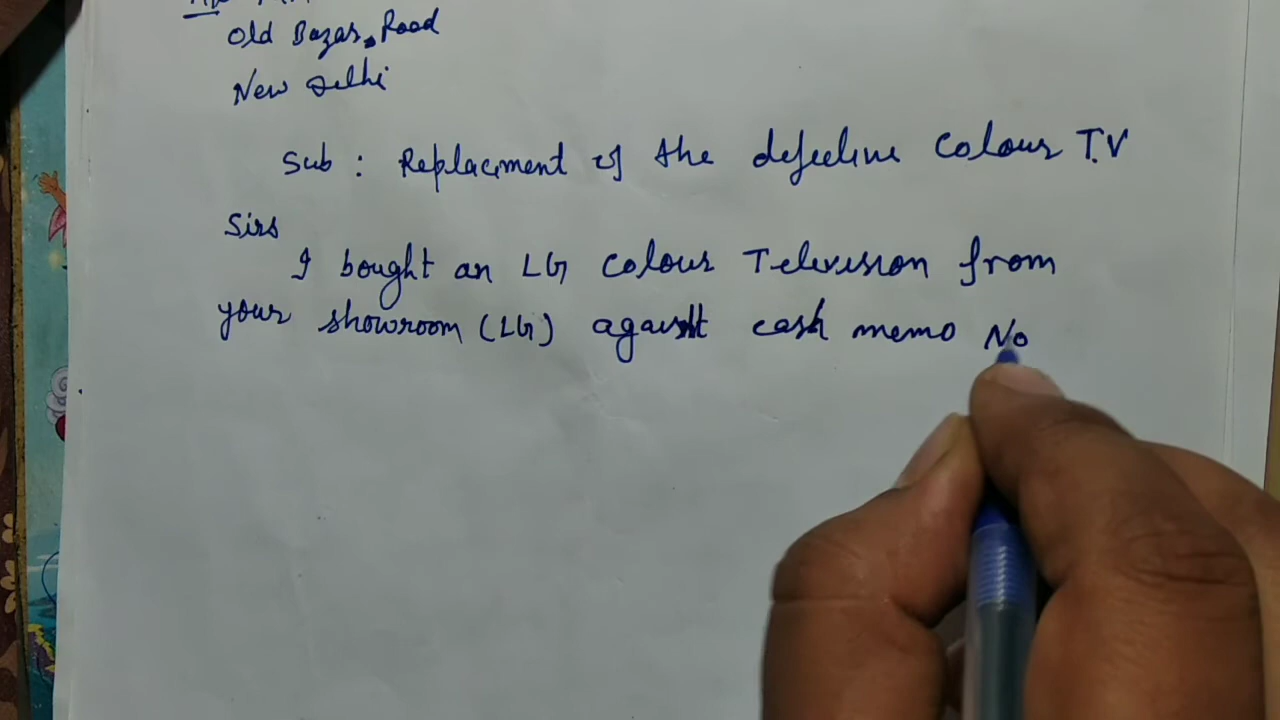 Old Bazar, Road
New Delhi
Sub : Replacment of the defective Colour T.V
Sirs
I bought an LG Colour Television from
your showroom (LG) against cash memo No